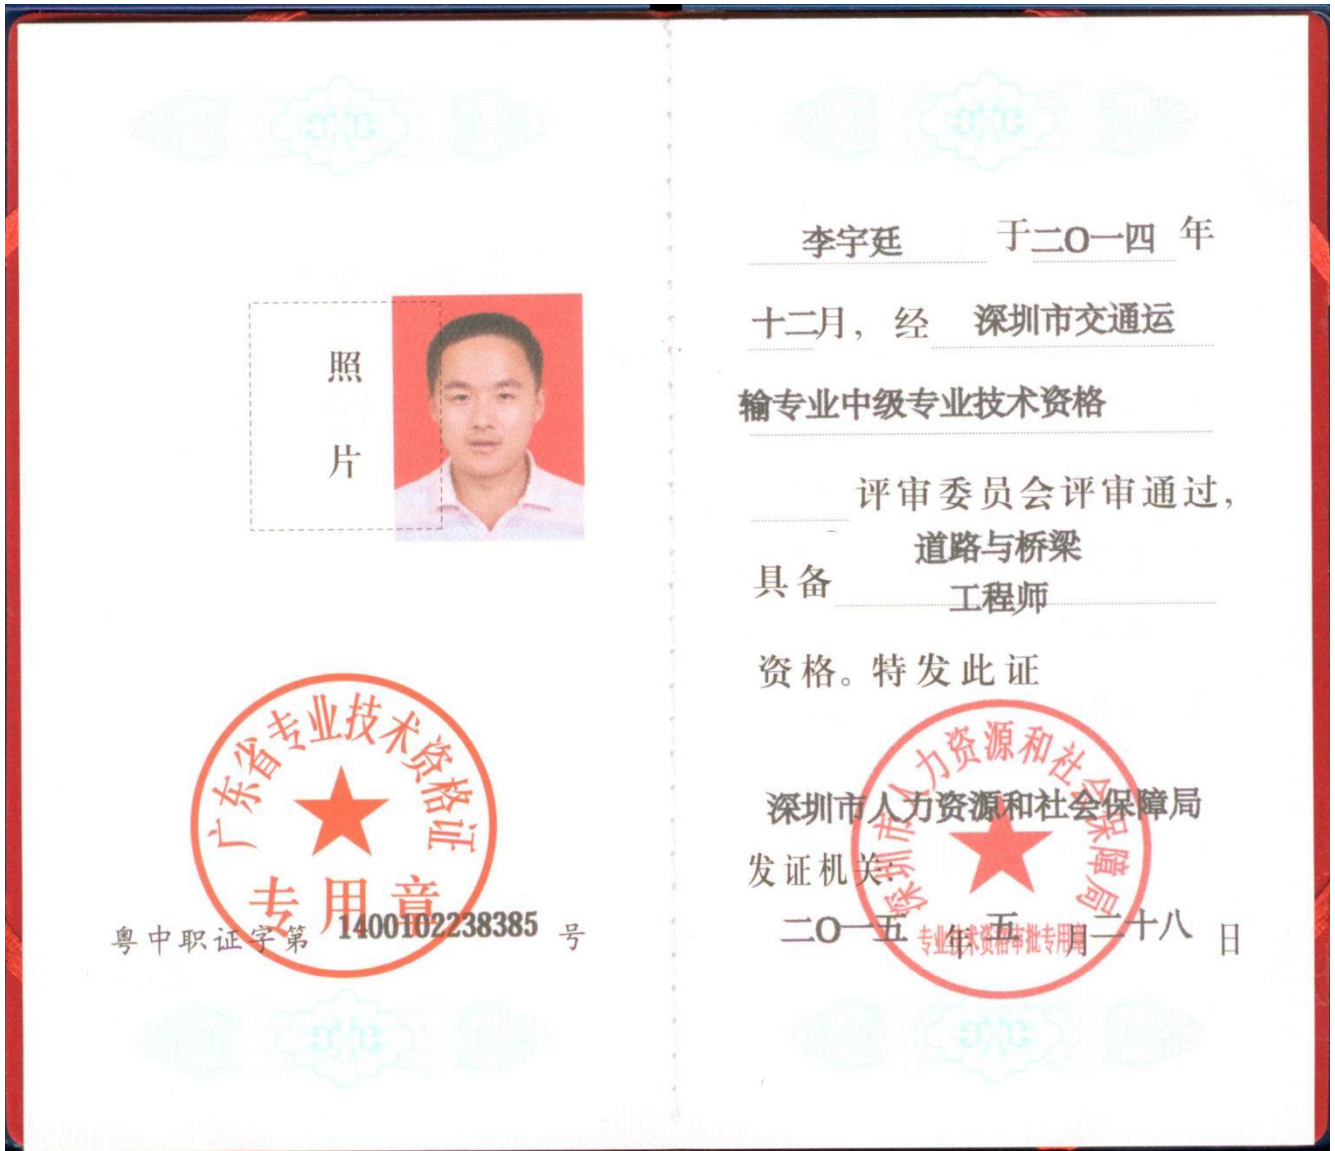 照
片
广东省专业技术资格证
专用章
粤中职证字第 1400102238385 号
李宇廷 于二O一四 年
十二月，经 深圳市交通运
输专业中级专业技术资格
评审委员会评审通过，
道路与桥梁
具备 工程师
资格。特发此证
深圳市人力资源和社会保障局
深圳市人力资源和社会保障局
发证机关：
二O一五 年 五 月 二十八 日
专业技术资格审批专用章